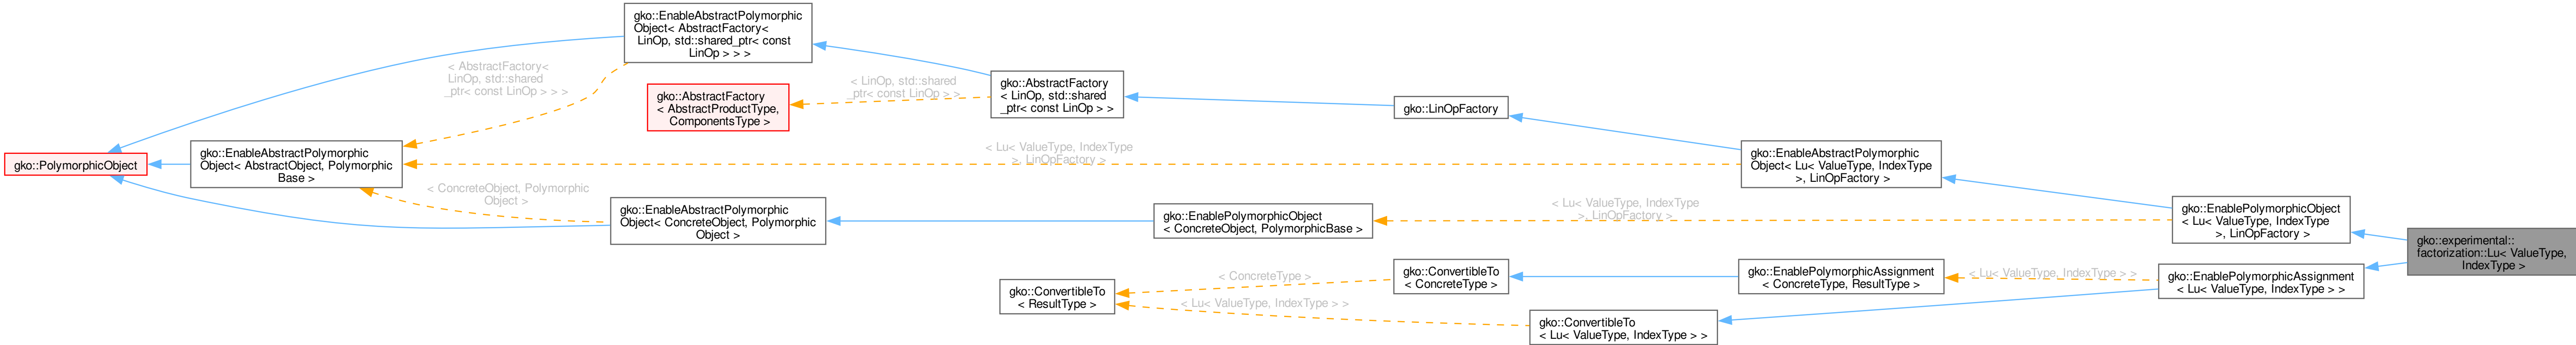 gko::PolymorphicObject
gko::EnableAbstractPolymorphic
Object< AbstractObject, Polymorphic
Base >
gko::EnableAbstractPolymorphic
Object< AbstractFactory<
LinOp, std::shared_ptr< const
LinOp > > >
< AbstractFactory<
LinOp, std::shared
_ptr< const LinOp > > >
gko::AbstractFactory
< AbstractProductType,
ComponentsType >
< LinOp, std::shared
_ptr< const LinOp > >
gko::AbstractFactory
< LinOp, std::shared
_ptr< const LinOp > >
gko::LinOpFactory
< Lu< ValueType, IndexType
>, LinOpFactory >
gko::EnableAbstractPolymorphic
Object< Lu< ValueType, IndexType
>, LinOpFactory >
< ConcreteObject, Polymorphic
Object >
gko::EnableAbstractPolymorphic
Object< ConcreteObject, Polymorphic
Object >
gko::EnablePolymorphicObject
< ConcreteObject, PolymorphicBase >
< Lu< ValueType, IndexType
>, LinOpFactory >
gko::EnablePolymorphicObject
< Lu< ValueType, IndexType
>, LinOpFactory >
gko::experimental::
factorization::Lu< ValueType,
IndexType >
gko::ConvertibleTo
< ResultType >
< ConcreteType >
gko::ConvertibleTo
< ConcreteType >
gko::EnablePolymorphicAssignment
< ConcreteType, ResultType >
< Lu< ValueType, IndexType > >
gko::EnablePolymorphicAssignment
< Lu< ValueType, IndexType > >
< Lu< ValueType, IndexType > >
gko::ConvertibleTo
< Lu< ValueType, IndexType > >